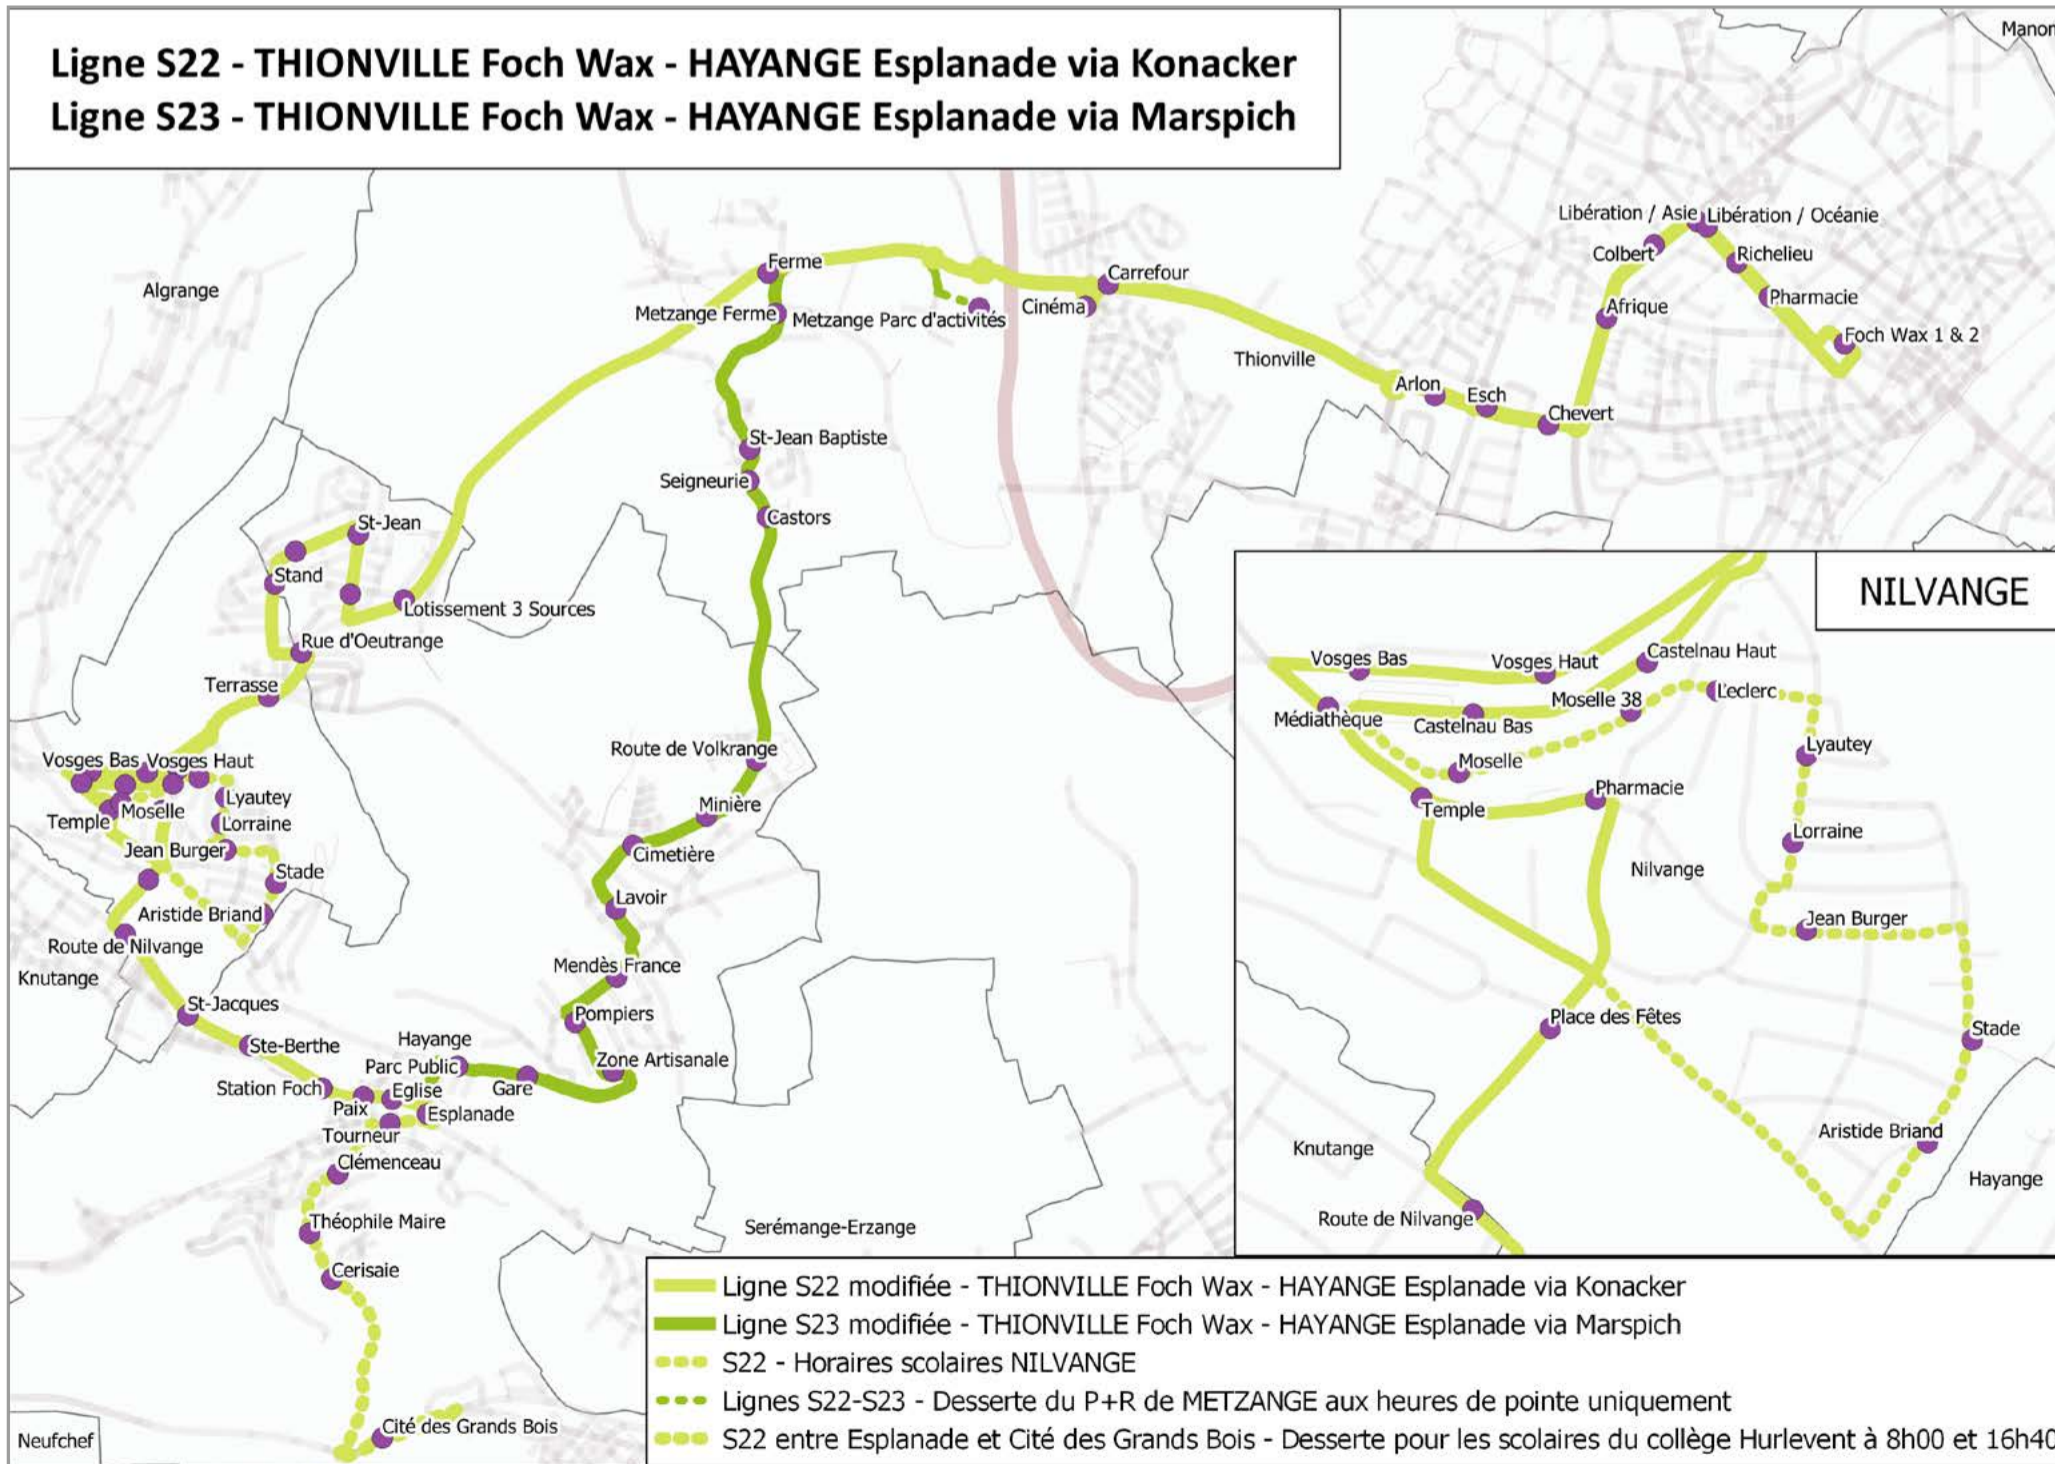 Ligne S22 - THIONVILLE Foch Wax - HAYANGE Esplanade via Konacker
Ligne S23 - THIONVILLE Foch Wax - HAYANGE Esplanade via Marspich
Algrange
Ferme
Metzange Ferme
Metzange Parc d'activités
Cinéma
Carrefour
Thionville
Arlon
Esch
Chevert
Afrique
Colbert
Libération / Asie
Libération / Océanie
Richelieu
Pharmacie
Foch Wax 1 & 2
St-Jean Baptiste
Seigneurie
Castors
St-Jean
Stand
Lotissement 3 Sources
Rue d'Oeutrange
Terrasse
Vosges Bas
Vosges Haut
Lyautey
Moselle
Temple
Lorraine
Jean Burger
Stade
Aristide Briand
Route de Nilvange
Knutange
St-Jacques
Ste-Berthe
Station Foch
Paix
Eglise
Esplanade
Hayange
Parc Public
Gare
Tourneur
Clémenceau
Théophile Maire
Cerisaie
Cité des Grands Bois
Neufchef
Route de Volkrange
Minière
Cimetière
Lavoir
Mendès France
Pompiers
Zone Artisanale
Serémange-Erzange
NILVANGE
Vosges Bas
Vosges Haut
Castelnau Haut
Médiathèque
Castelnau Bas
Moselle 38
Leclerc
Moselle
Lyautey
Temple
Pharmacie
Lorraine
Nilvange
Jean Burger
Place des Fêtes
Stade
Aristide Briand
Knutange
Hayange
Route de Nilvange
Ligne S22 modifiée - THIONVILLE Foch Wax - HAYANGE Esplanade via Konacker
Ligne S23 modifiée - THIONVILLE Foch Wax - HAYANGE Esplanade via Marspich
S22 - Horaires scolaires NILVANGE
Lignes S22-S23 - Desserte du P+R de METZANGE aux heures de pointe uniquement
S22 entre Esplanade et Cité des Grands Bois - Desserte pour les scolaires du collège Hurlevent à 8h00 et 16h40